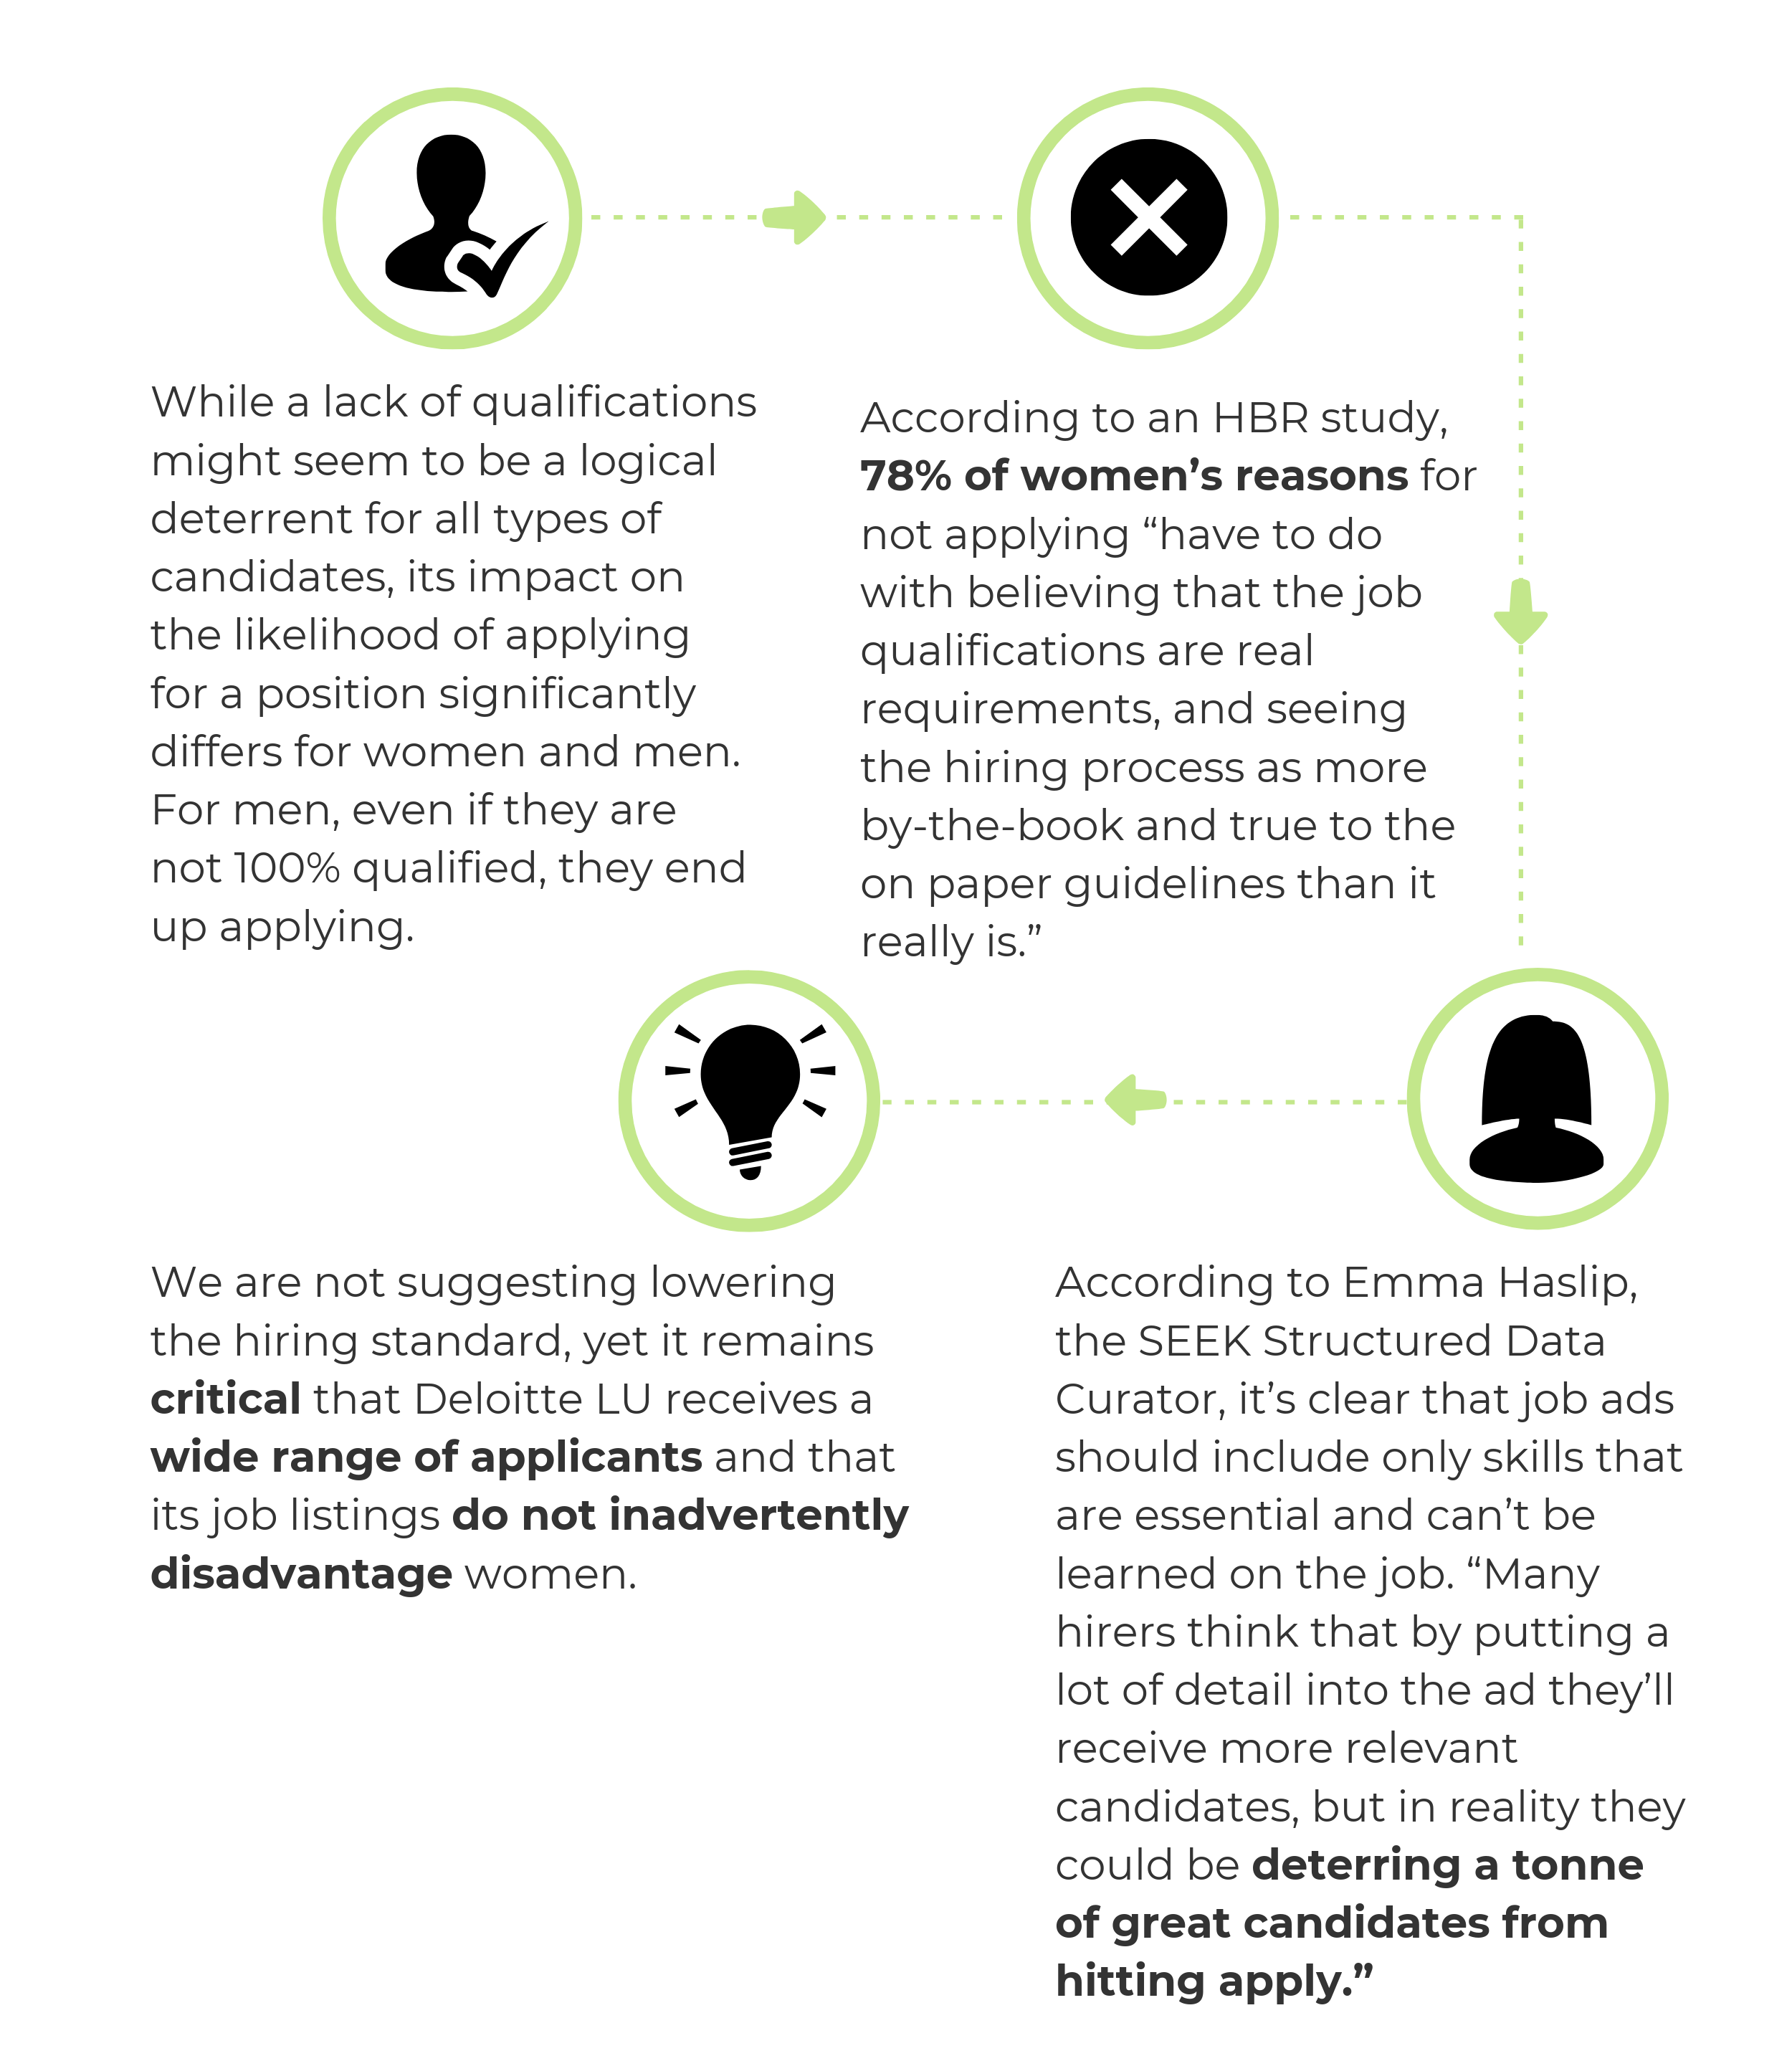 While a lack of qualifications
might seem to be a logical
deterrent for all types of
candidates, its impact on
the likelihood of applying
for a position significantly
differs for women and men.
For men, even if they are
not 100% qualified, they end
up applying.
According to an HBR study,
78% of women’s reasons for
not applying “have to do
with believing that the job
qualifications are real
requirements, and seeing
the hiring process as more
by-the-book and true to the
on paper guidelines than it
really is.”
According to Emma Haslip,
the SEEK Structured Data
Curator, it’s clear that job ads
should include only skills that
are essential and can’t be
learned on the job. “Many
hirers think that by putting a
lot of detail into the ad they’ll
receive more relevant
candidates, but in reality they
could be deterring a tonne
of great candidates from
hitting apply.”
We are not suggesting lowering
the hiring standard, yet it remains
critical that Deloitte LU receives a
wide range of applicants and that
its job listings do not inadvertently
disadvantage women.